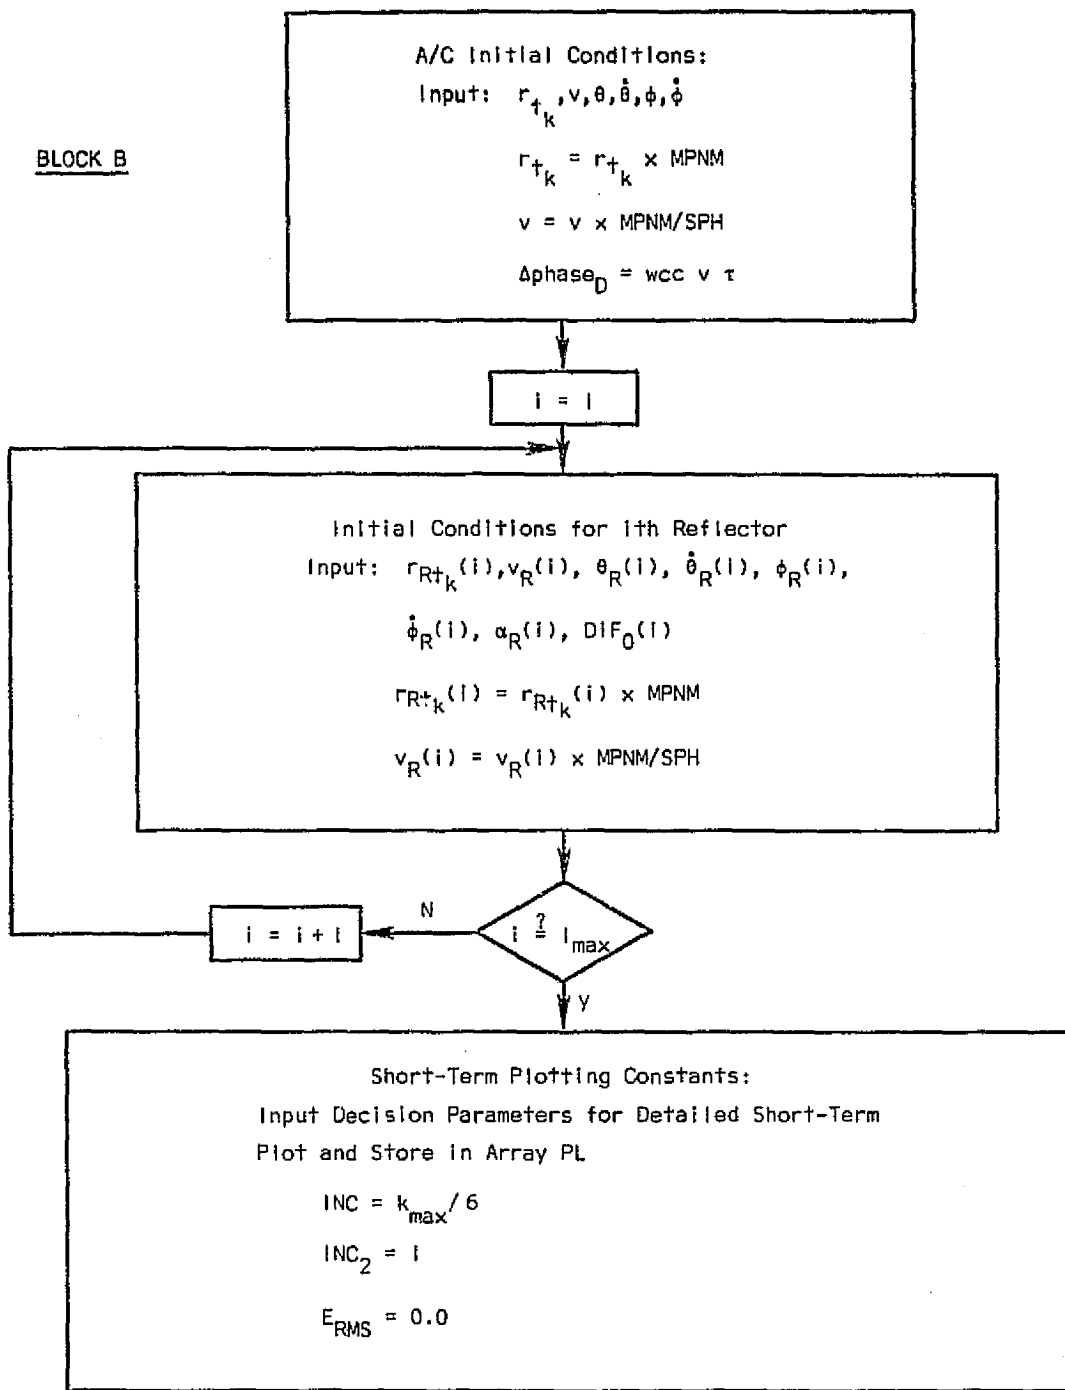 BLOCK B
A/C Initial Conditions:
Input: r_{t_k}, v, θ, θ̇, ϕ, ϕ̇
r_{t_k} = r_{t_k} × MPNM
v = v × MPNM/SPH
Δphase_D = wcc v τ
i = 1
Initial Conditions for ith Reflector
Input: r_{Rt_k}(i), v_R(i), θ_R(i), θ̇_R(i), ϕ_R(i),
ϕ̇_R(i), α_R(i), DIF_0(i)
r_{Rt_k}(i) = r_{Rt_k}(i) × MPNM
v_R(i) = v_R(i) × MPNM/SPH
N
i = i + 1
i ≟ i_max
Y
Short-Term Plotting Constants:
Input Decision Parameters for Detailed Short-Term
Plot and Store in Array PL
INC = k_max/6
INC_2 = 1
E_RMS = 0.0